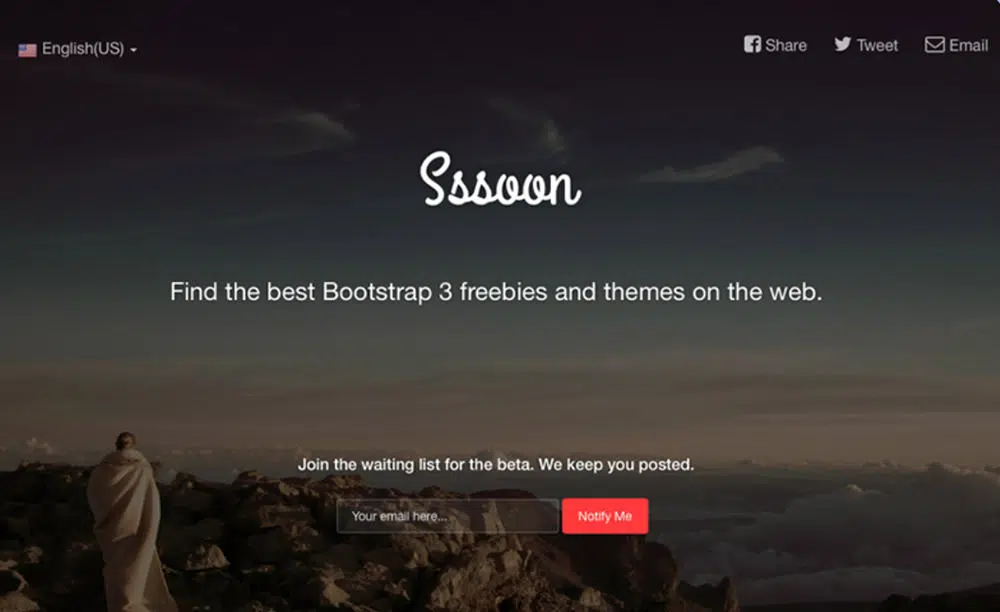 English(US)
Share
Tweet
Email
Sssoon
Find the best Bootstrap 3 freebies and themes on the web.
Join the waiting list for the beta. We keep you posted.
Your email here...
Notify Me